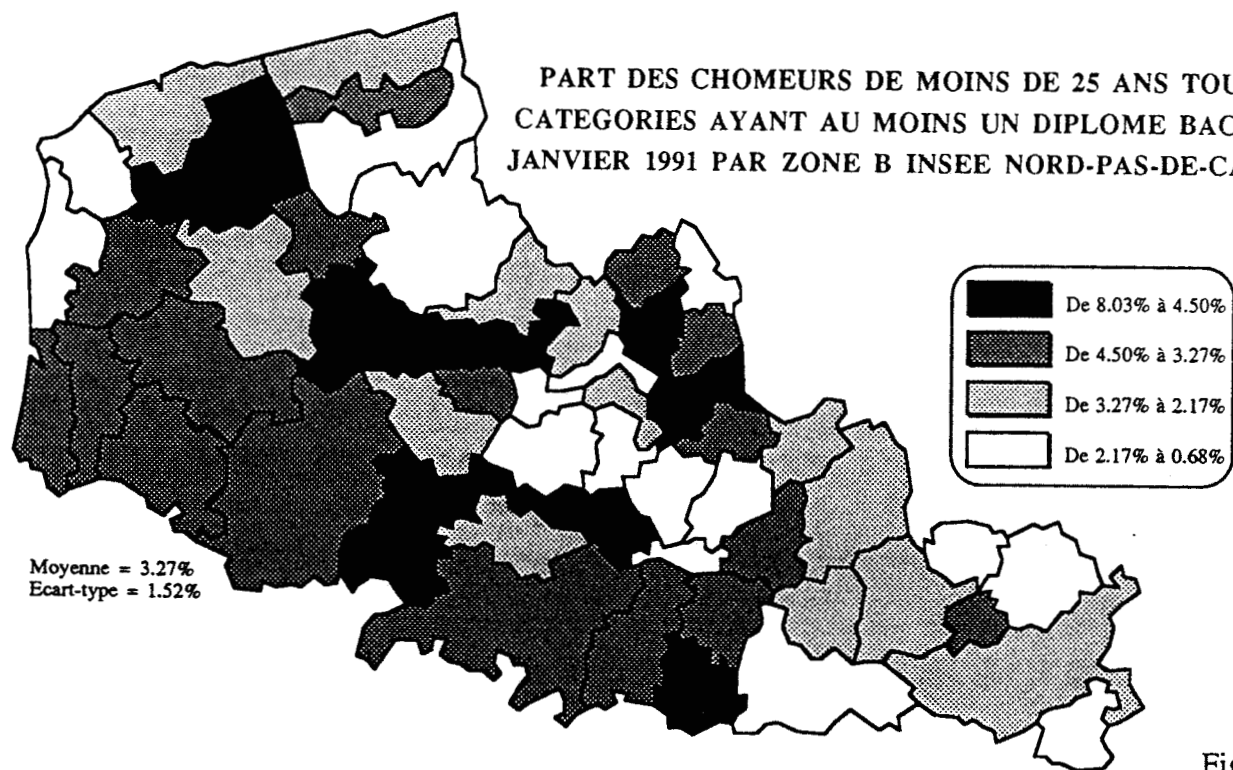 PART DES CHOMEURS DE MOINS DE 25 ANS TOU
CATEGORIES AYANT AU MOINS UN DIPLOME BAC
JANVIER 1991 PAR ZONE B INSEE NORD-PAS-DE-CA
De 8.03% à 4.50%
De 4.50% à 3.27%
De 3.27% à 2.17%
De 2.17% à 0.68%
Moyenne = 3.27%
Ecart-type = 1.52%
Fig